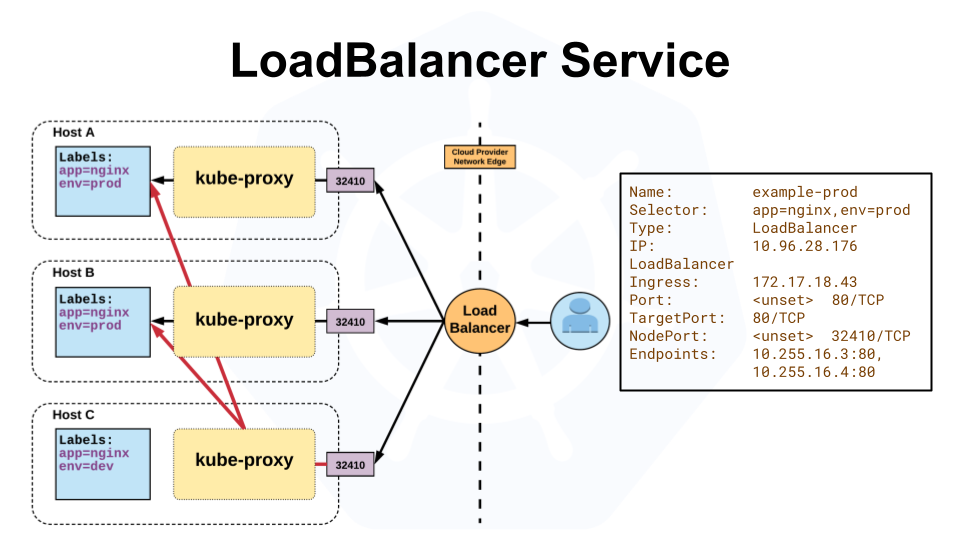 LoadBalancer Service
Host A
Labels:
app=nginx
env=prod
kube-proxy
32410
Host B
Labels:
app=nginx
env=prod
kube-proxy
32410
Host C
Labels:
app=nginx
env=dev
kube-proxy
32410
Cloud Provider
Network Edge
Load
Balancer
Name: example-prod
Selector: app=nginx,env=prod
Type: LoadBalancer
IP: 10.96.28.176
LoadBalancer
Ingress: 172.17.18.43
Port: <unset> 80/TCP
TargetPort: 80/TCP
NodePort: <unset> 32410/TCP
Endpoints: 10.255.16.3:80,
10.255.16.4:80